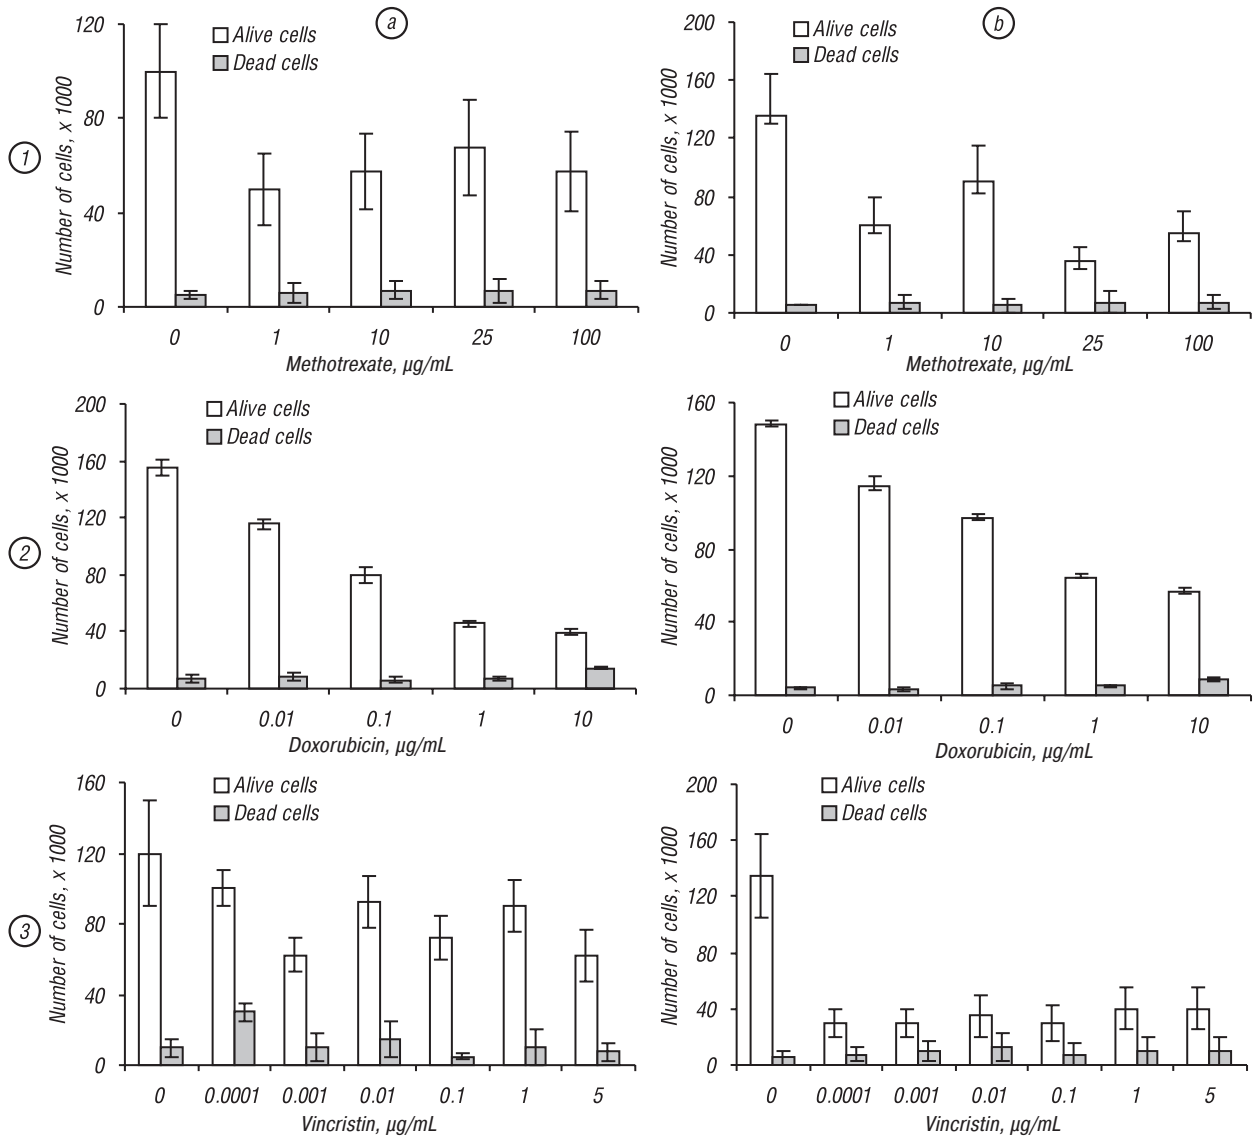 a
b
1
120
80
40
0
Number of cells, x 1000
Alive cells
Dead cells
0 1 10 25 100
Methotrexate, µg/mL
200
160
120
80
40
0
Number of cells, x 1000
Alive cells
Dead cells
0 1 10 25 100
Methotrexate, µg/mL
2
200
160
120
80
40
0
Number of cells, x 1000
Alive cells
Dead cells
0 0.01 0.1 1 10
Doxorubicin, µg/mL
160
120
80
40
0
Number of cells, x 1000
Alive cells
Dead cells
0 0.01 0.1 1 10
Doxorubicin, µg/mL
3
160
120
80
40
0
Number of cells, x 1000
Alive cells
Dead cells
0 0.0001 0.001 0.01 0.1 1 5
Vincristin, µg/mL
200
160
120
80
40
0
Number of cells, x 1000
Alive cells
Dead cells
0 0.0001 0.001 0.01 0.1 1 5
Vincristin, µg/mL